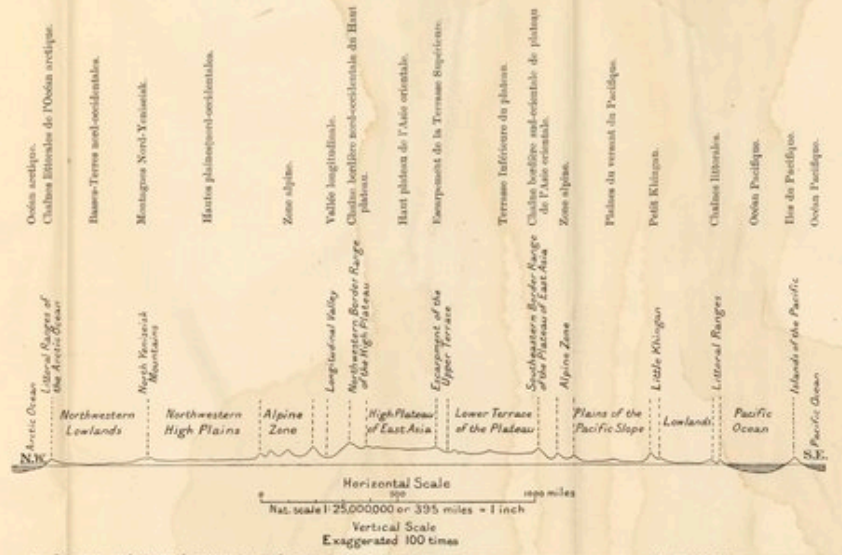 Océan arctique.
Chaînes littorales de l'Océan arctique.
Basses-Terres nord-occidentales.
Montagnes Nord-Yeniseisk.
Hautes plaines nord-occidentales.
Zone alpine.
Vallée longitudinale.
Chaîne bordière nord-occidentale du Haut
plateau.
Haut plateau de l'Asie orientale.
Escarpement de la Terrasse Supérieure.
Terrasse Inférieure du plateau.
Chaîne bordière sud-orientale de plateau
de l'Asie orientale.
Zone alpine.
Plaines du versant du Pacifique.
Petit Khingan.
Chaînes littorales.
Océan Pacifique.
Iles du Pacifique.
Océan Pacifique.
Arctic Ocean
Littoral Ranges of
the Arctic Ocean
Northwestern
Lowlands
North Yeniseisk
Mountains
Northwestern
High Plains
Alpine
Zone
Longitudinal Valley
Northwestern Border Range
of the High Plateau
High Plateau
of East Asia
Escarpment of the
Upper Terrace
Lower Terrace
of the Plateau
Southeastern Border Range
of the Plateau of East Asia
Alpine Zone
Plains of the
Pacific Slope
Little Khingan
Lowlands
Littoral Ranges
Pacific
Ocean
Islands of the Pacific
Pacific Ocean
N.W.
S.E.
Horizontal Scale
0 500 1000 miles
Nat. scale 1:25,000,000 or 395 miles = 1 inch
Vertical Scale
Exaggerated 100 times